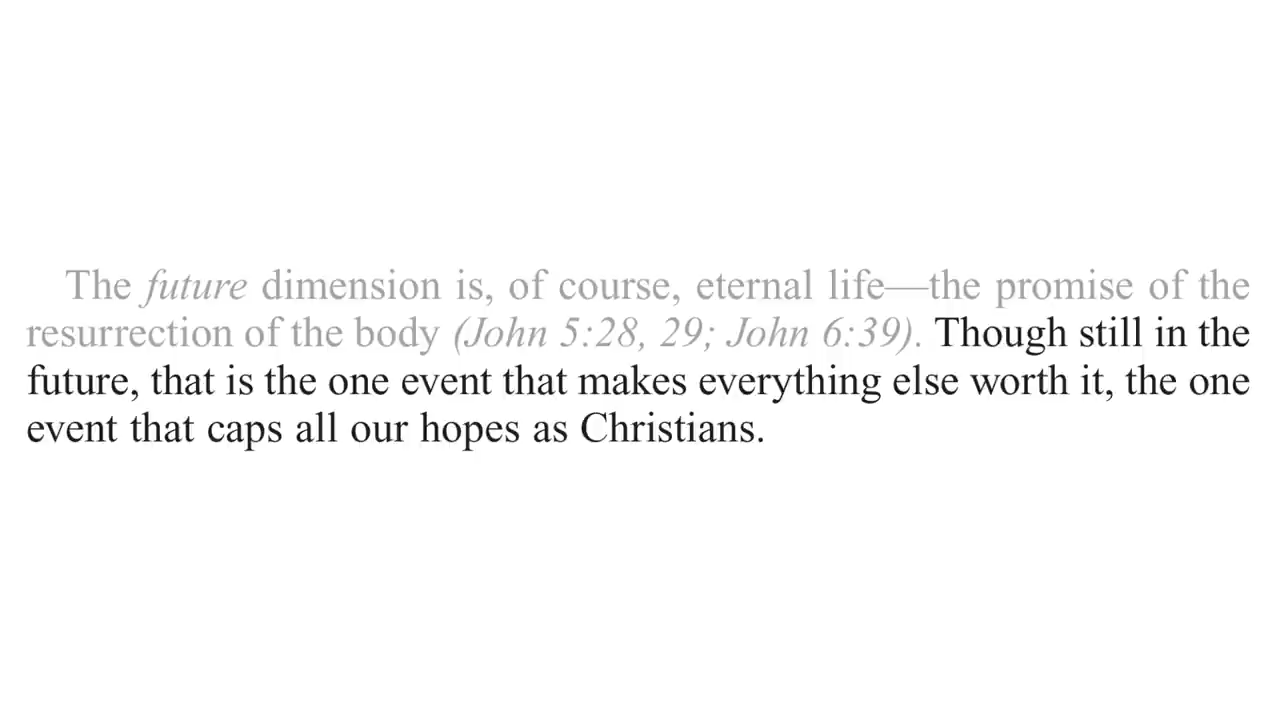 The future dimension is, of course, eternal life—the promise of the
resurrection of the body (John 5:28, 29; John 6:39). Though still in the
future, that is the one event that makes everything else worth it, the one
event that caps all our hopes as Christians.